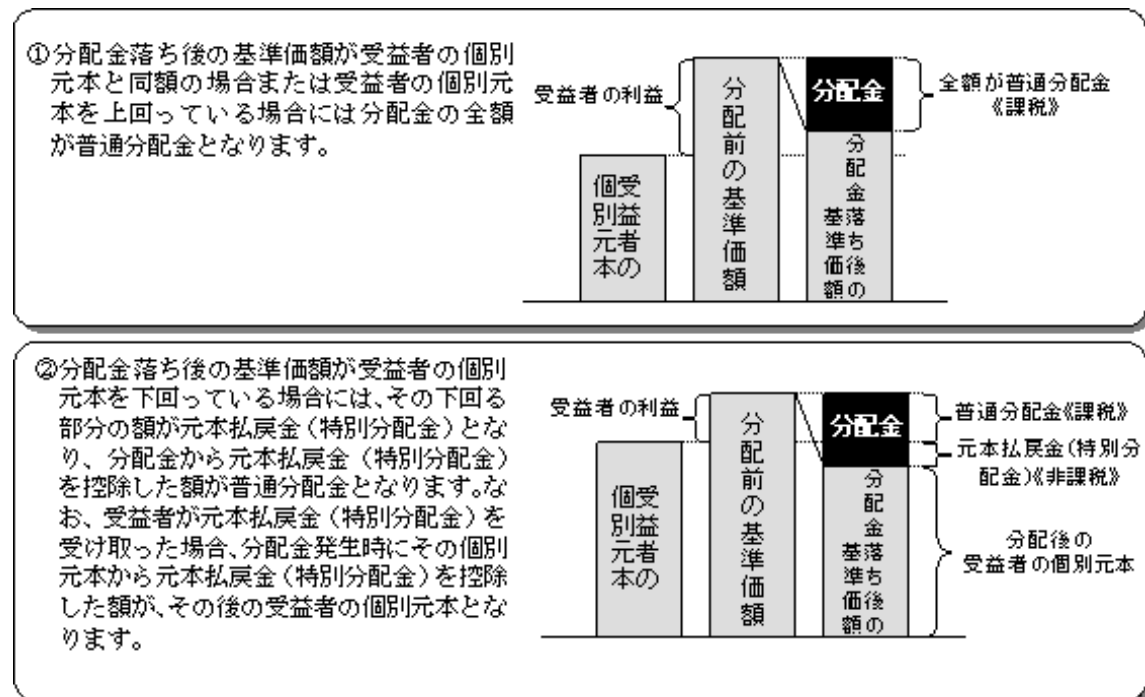 ①分配金落ち後の基準価額が受益者の個別
元本と同額の場合または受益者の個別元
本を上回っている場合には分配金の全額
が普通分配金となります。
受益者の利益
受益者の
個別元本
分配前の基準価額
分配金
分配金落ち後の
基準価額
全額が普通分配金
《課税》
②分配金落ち後の基準価額が受益者の個別
元本を下回っている場合には、その下回る
部分の額が元本払戻金（特別分配金）とな
り、分配金から元本払戻金（特別分配金）
を控除した額が普通分配金となります。な
お、受益者が元本払戻金（特別分配金）を
受け取った場合、分配金発生時にその個別
元本から元本払戻金（特別分配金）を控除
した額が、その後の受益者の個別元本とな
ります。
受益者の利益
受益者の
個別元本
分配前の基準価額
分配金
分配金落ち後の
基準価額
普通分配金《課税》
元本払戻金（特別分
配金）《非課税》
分配後の
受益者の個別元本